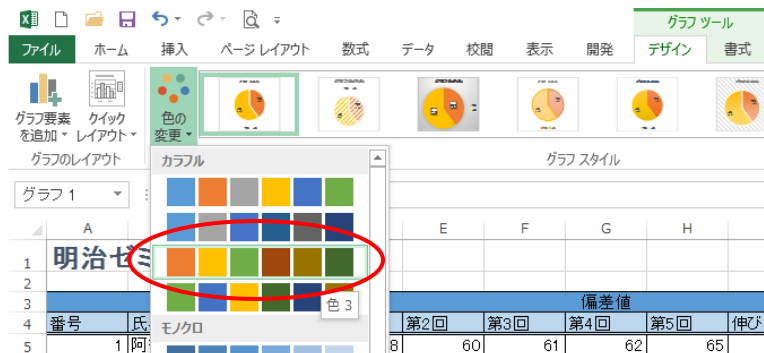 グラフ ツール
ファイル ホーム 挿入 ページ レイアウト 数式 データ 校閲 表示 開発 デザイン 書式
グラフ要素を追加 クイックレイアウト 色の変更
グラフのレイアウト グラフ スタイル
カラフル
グラフ 1
A E F G H
1 明治ゼミ
2
3 偏差値
色 3
4 番号 氏 第2回 第3回 第4回 第5回 伸び
モノクロ
5 1 阿 8 60 61 62 65